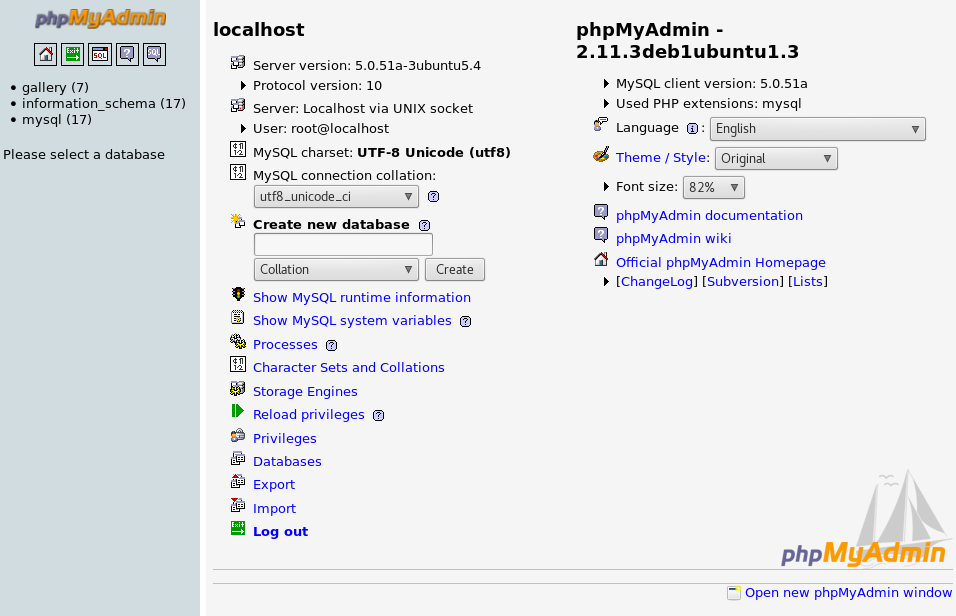 phpMyAdmin
Exit
SQL
?
SQL
gallery (7)
information_schema (17)
mysql (17)
Please select a database
localhost
Server version: 5.0.51a-3ubuntu5.4
Protocol version: 10
Server: Localhost via UNIX socket
User: root@localhost
MySQL charset: UTF-8 Unicode (utf8)
MySQL connection collation:
utf8_unicode_ci ?
Create new database ?
Collation Create
Show MySQL runtime information
Show MySQL system variables ?
Processes ?
Character Sets and Collations
Storage Engines
Reload privileges ?
Privileges
Databases
Export
Import
Exit Log out
phpMyAdmin -
2.11.3deb1ubuntu1.3
MySQL client version: 5.0.51a
Used PHP extensions: mysql
Language i : English
Theme / Style: Original
Font size: 82%
? phpMyAdmin documentation
? phpMyAdmin wiki
Official phpMyAdmin Homepage
[ChangeLog] [Subversion] [Lists]
phpMyAdmin
Open new phpMyAdmin window